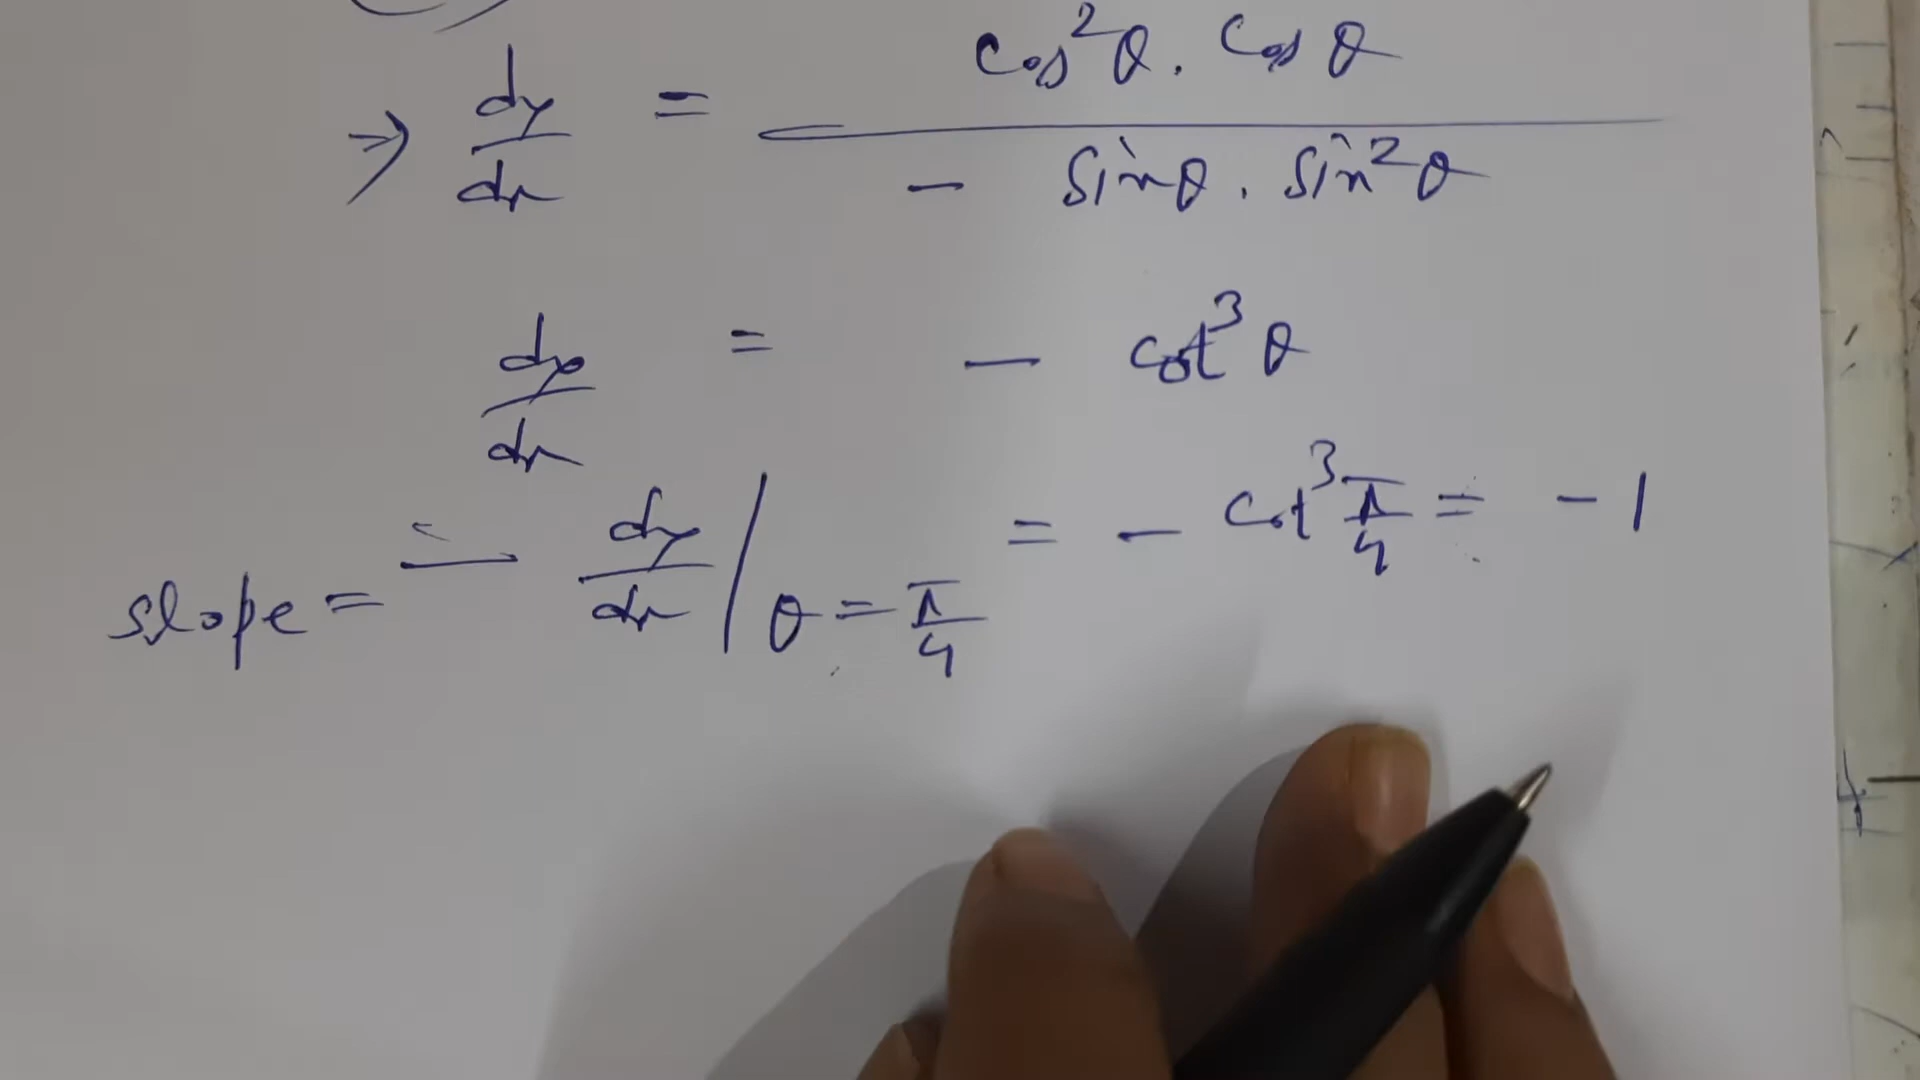 ⇒ dy/dx = cos²θ . cosθ / - sinθ . sin²θ
dy/dx = - cot³θ
slope = dy/dx | θ = π/4 = - cot³ π/4 = - 1